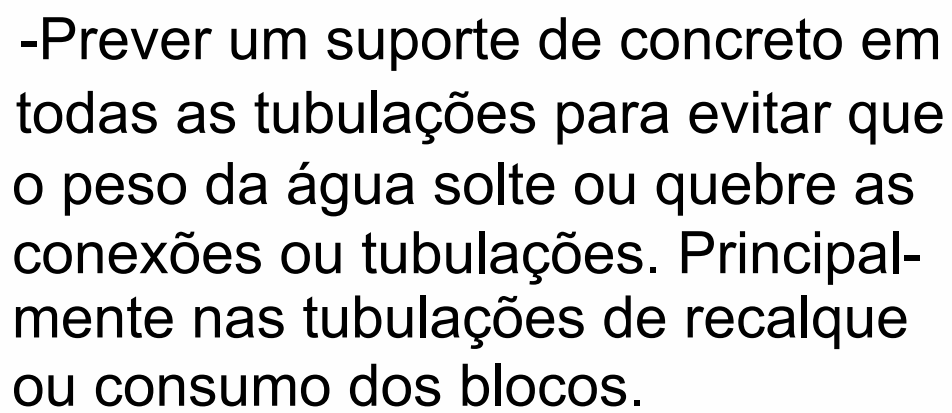 -Prever um suporte de concreto em
todas as tubulações para evitar que
o peso da água solte ou quebre as
conexões ou tubulações. Principal-
mente nas tubulações de recalque
ou consumo dos blocos.